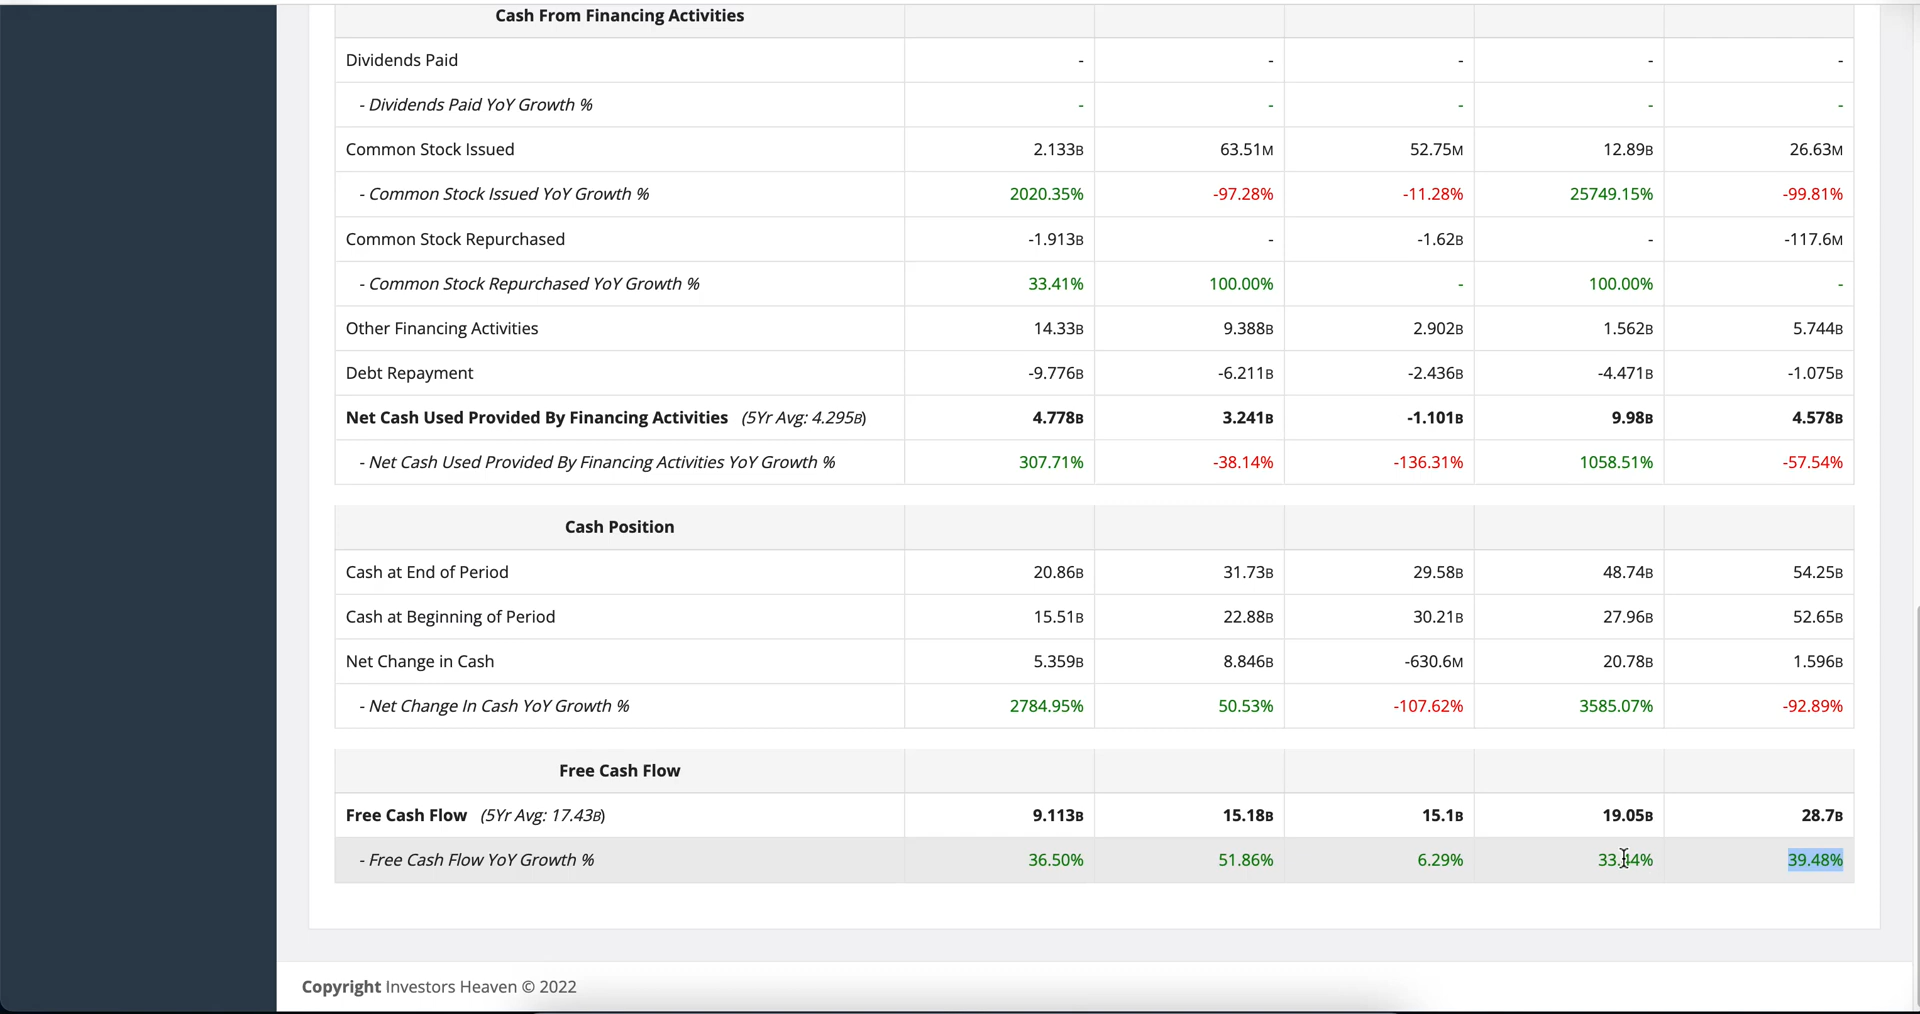 Cash From Financing Activities
Dividends Paid - - - - -
- Dividends Paid YoY Growth % - - - - -
Common Stock Issued 2.133B 63.51M 52.75M 12.89B 26.63M
- Common Stock Issued YoY Growth % 2020.35% -97.28% -11.28% 25749.15% -99.81%
Common Stock Repurchased -1.913B - -1.62B - -117.6M
- Common Stock Repurchased YoY Growth % 33.41% 100.00% - 100.00% -
Other Financing Activities 14.33B 9.388B 2.902B 1.562B 5.744B
Debt Repayment -9.776B -6.211B -2.436B -4.471B -1.075B
Net Cash Used Provided By Financing Activities (5Yr Avg: 4.295B) 4.778B 3.241B -1.101B 9.98B 4.578B
- Net Cash Used Provided By Financing Activities YoY Growth % 307.71% -38.14% -136.31% 1058.51% -57.54%
Cash Position
Cash at End of Period 20.86B 31.73B 29.58B 48.74B 54.25B
Cash at Beginning of Period 15.51B 22.88B 30.21B 27.96B 52.65B
Net Change in Cash 5.359B 8.846B -630.6M 20.78B 1.596B
- Net Change In Cash YoY Growth % 2784.95% 50.53% -107.62% 3585.07% -92.89%
Free Cash Flow
Free Cash Flow (5Yr Avg: 17.43B) 9.113B 15.18B 15.1B 19.05B 28.7B
- Free Cash Flow YoY Growth % 36.50% 51.86% 6.29% 39.48%
Copyright Investors Heaven © 2022